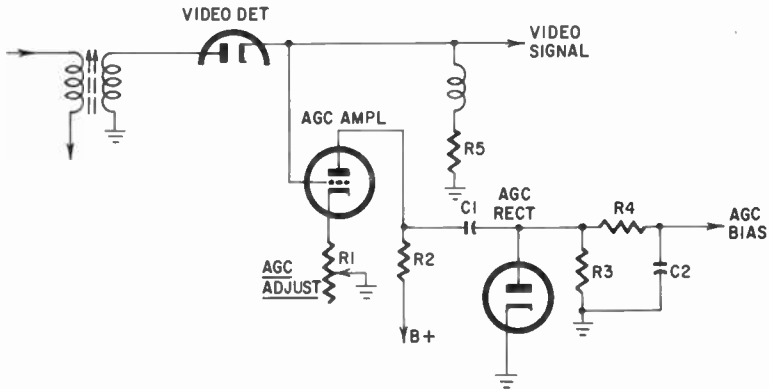 VIDEO DET
VIDEO
SIGNAL
AGC AMPL
R5
C1
AGC
RECT
R4
AGC
BIAS
R1
R2
R3
C2
AGC
ADJUST
B+